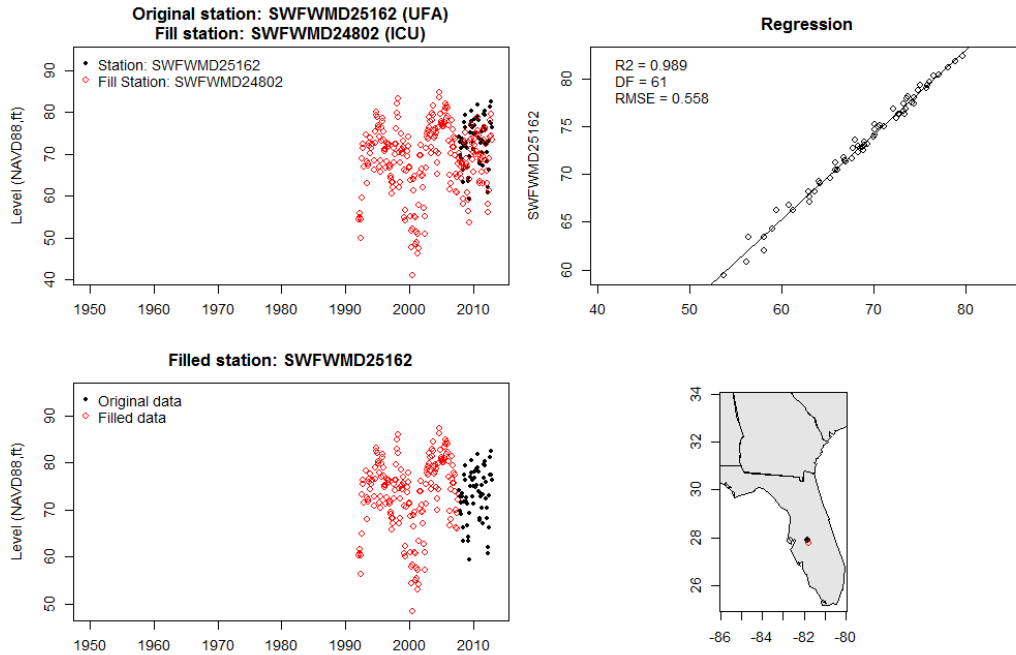 Original station: SWFWMD25162 (UFA)
Fill station: SWFWMD24802 (ICU)
Station: SWFWMD25162
Fill Station: SWFWMD24802
Level (NAVD88,ft)
90
80
70
60
50
40
1950 1960 1970 1980 1990 2000 2010
Regression
R2 = 0.989
DF = 61
RMSE = 0.558
SWFWMD25162
80
75
70
65
60
40 50 60 70 80
Filled station: SWFWMD25162
Original data
Filled data
Level (NAVD88,ft)
90
80
70
60
50
1950 1960 1970 1980 1990 2000 2010
34
32
30
28
26
-86 -84 -82 -80